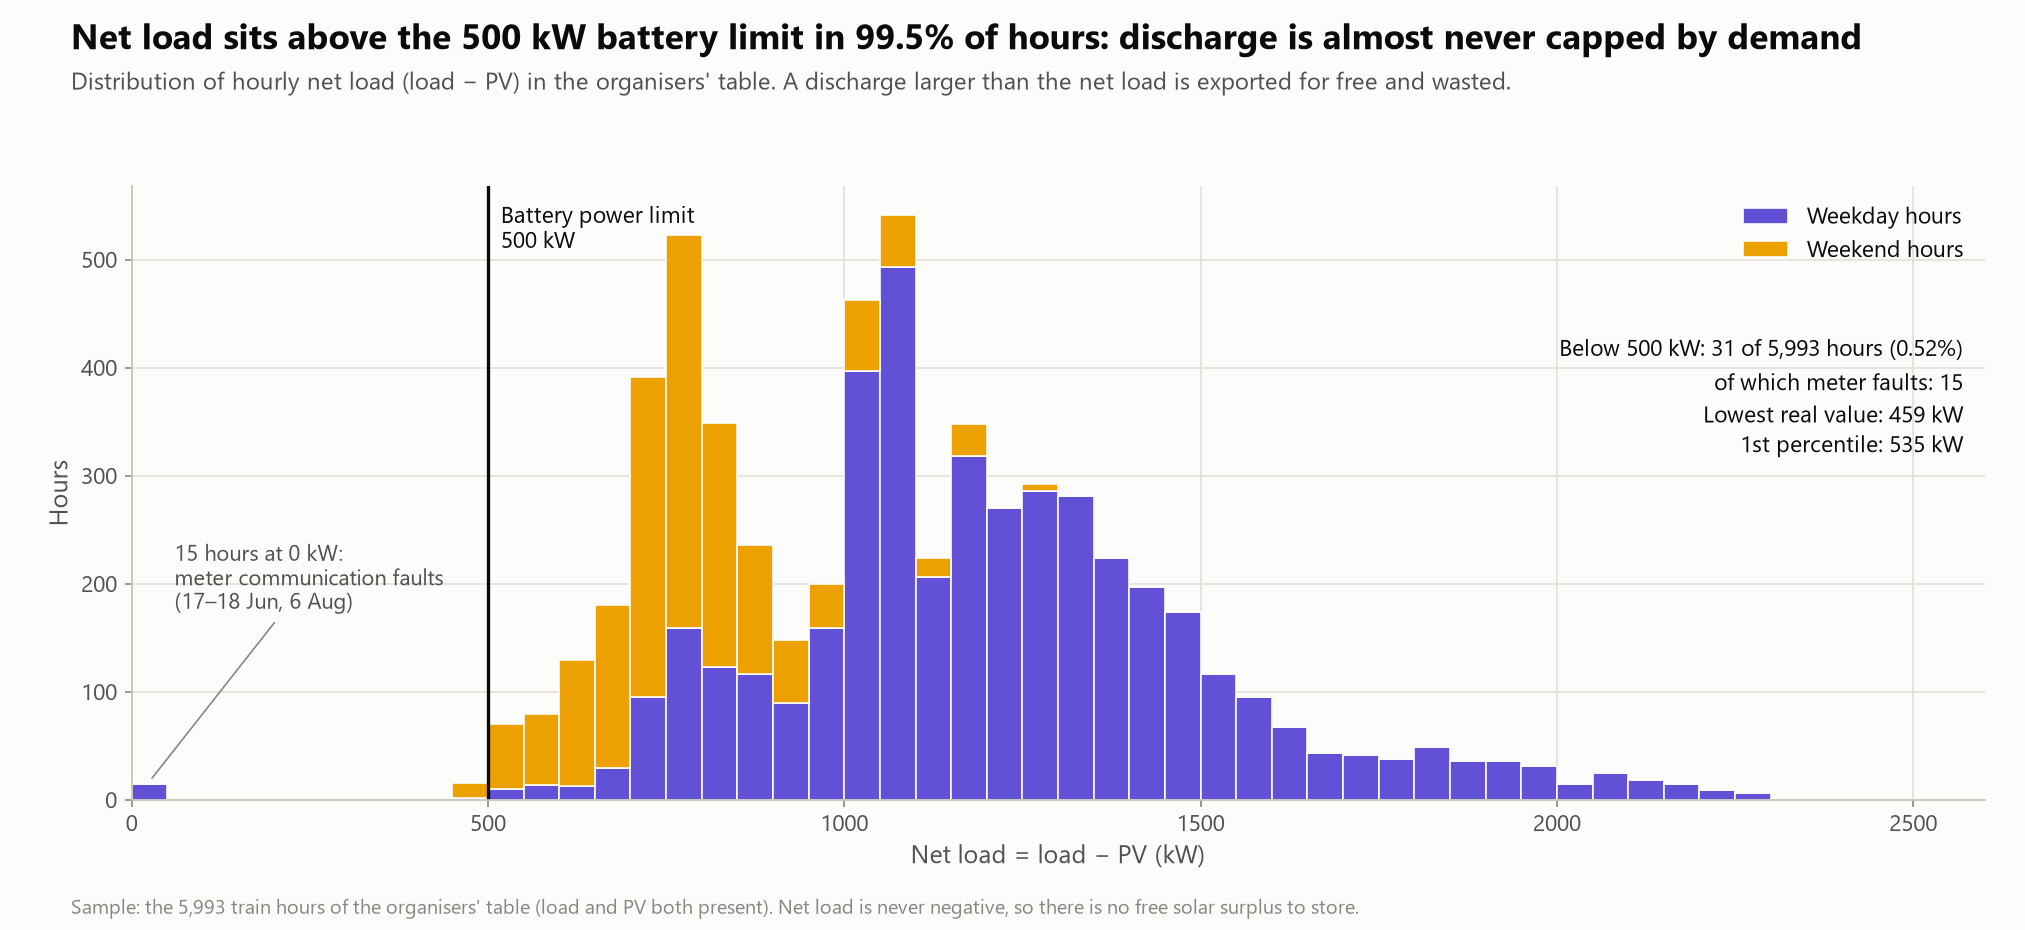 Net load sits above the 500 kW battery limit in 99.5% of hours: discharge is almost never capped by demand
Distribution of hourly net load (load − PV) in the organisers' table. A discharge larger than the net load is exported for free and wasted.
Battery power limit
500 kW
Weekday hours
Weekend hours
Below 500 kW: 31 of 5,993 hours (0.52%)
of which meter faults: 15
Lowest real value: 459 kW
1st percentile: 535 kW
15 hours at 0 kW:
meter communication faults
(17–18 Jun, 6 Aug)
Hours
500
400
300
200
100
0
0 500 1000 1500 2000 2500
Net load = load − PV (kW)
Sample: the 5,993 train hours of the organisers' table (load and PV both present). Net load is never negative, so there is no free solar surplus to store.